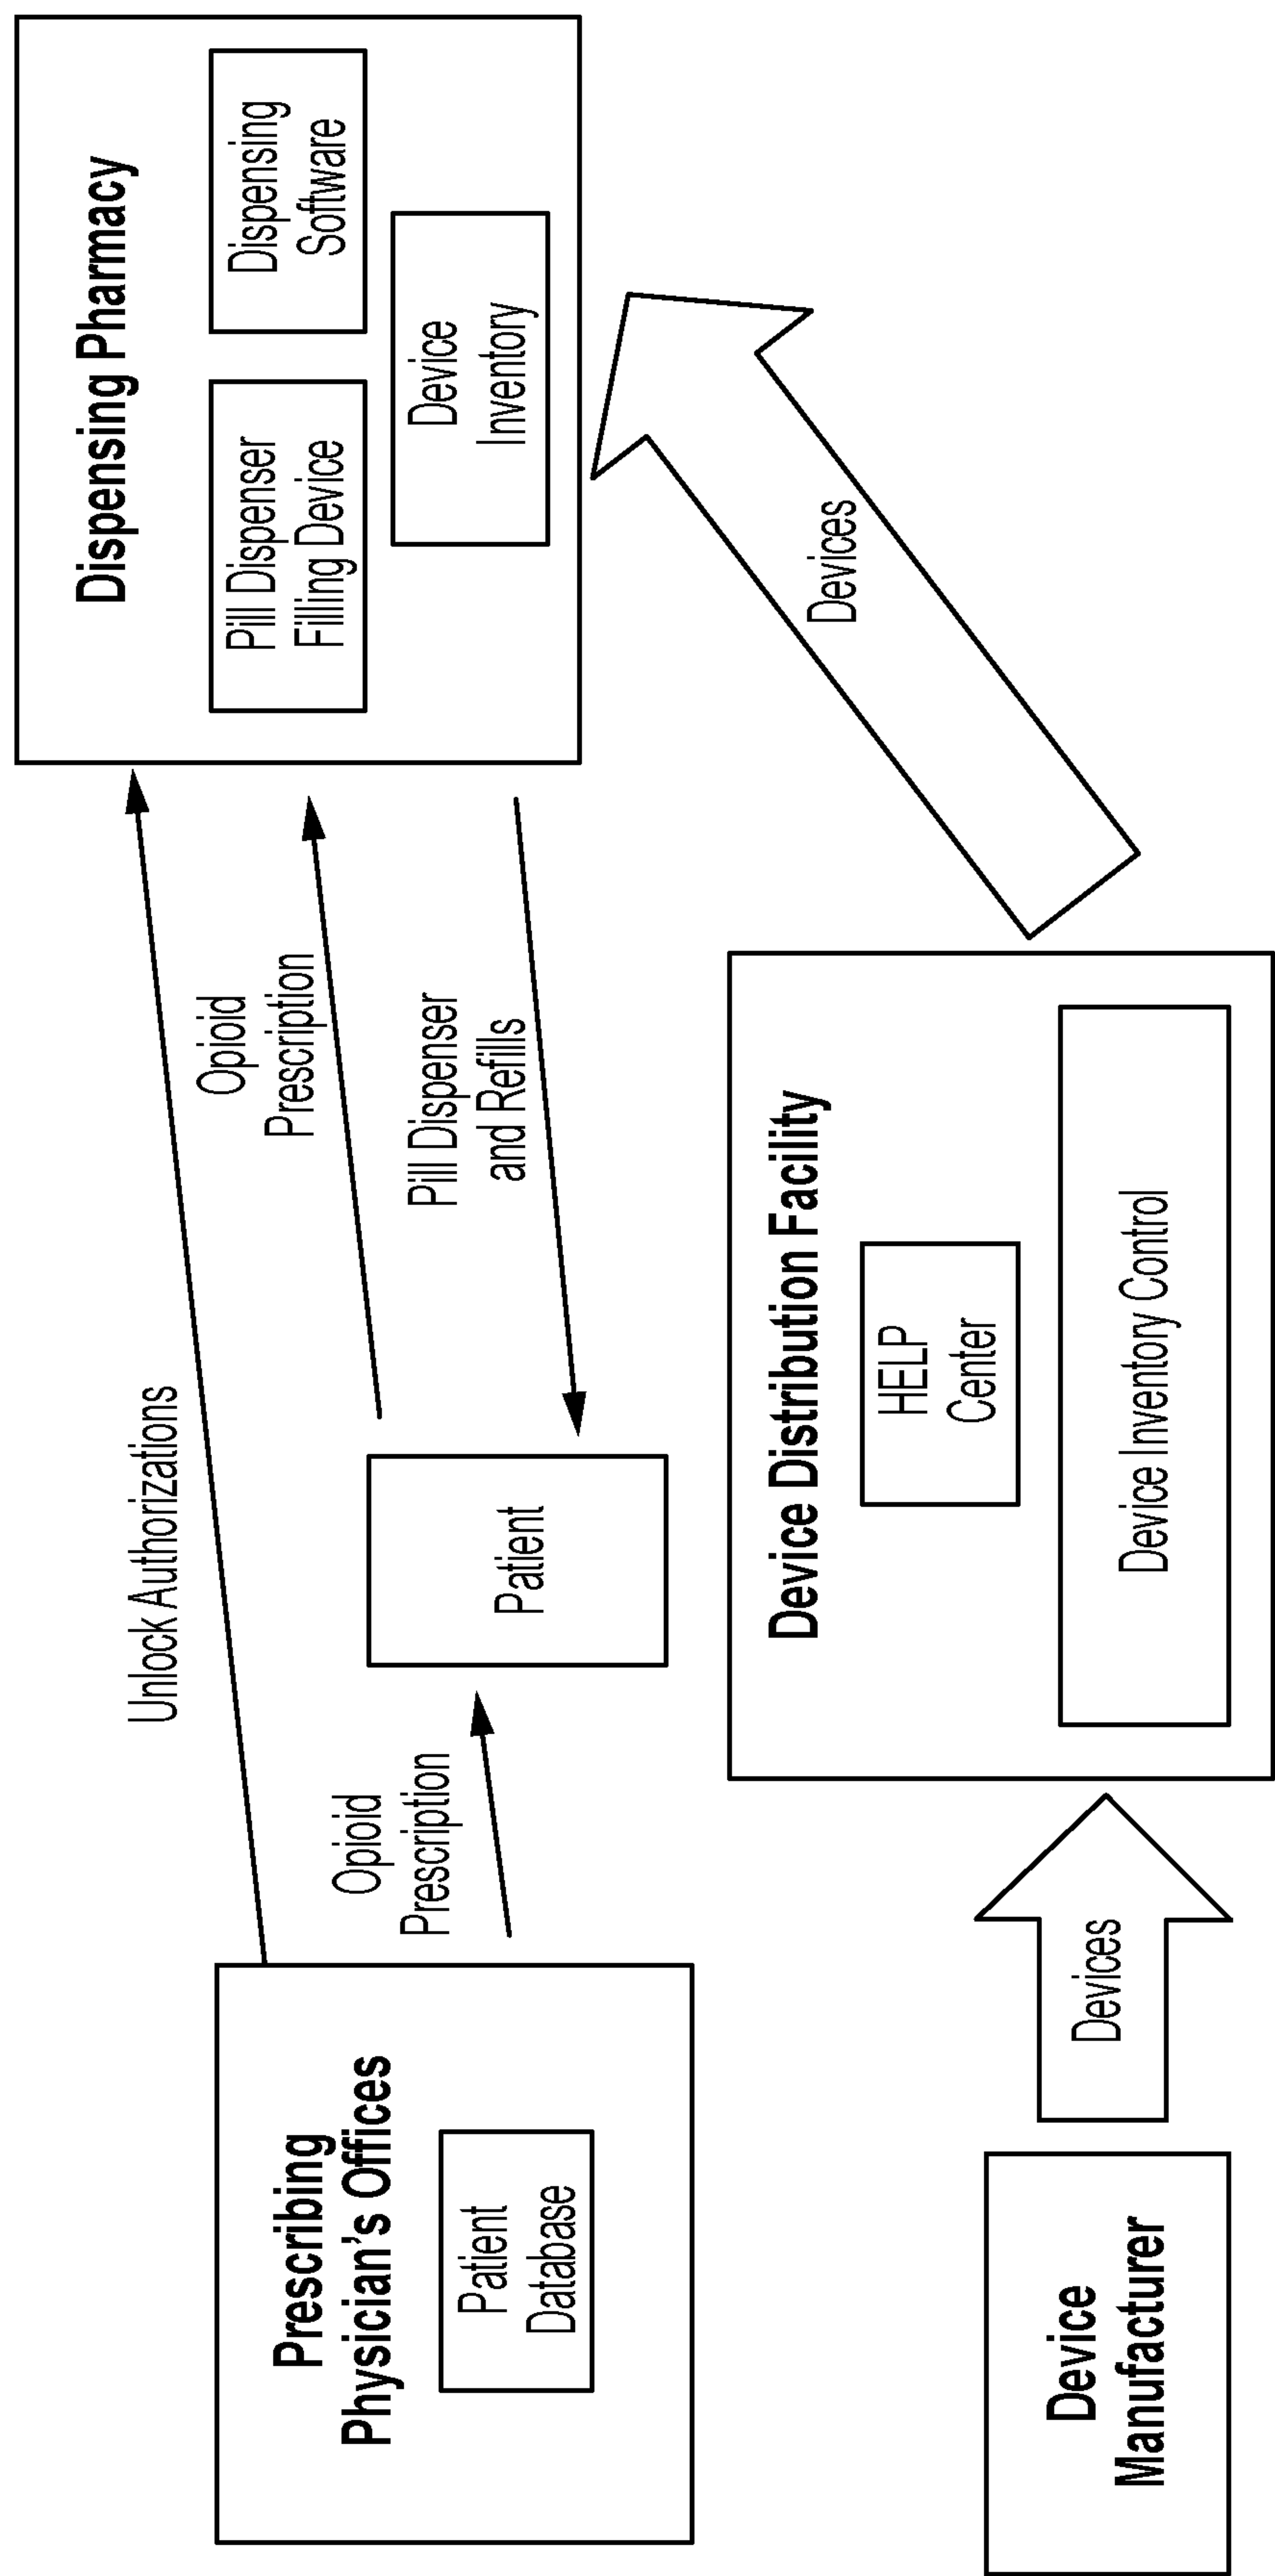 Prescribing
Physician's Offices
Patient
Database
Unlock Authorizations
Opioid
Prescription
Patient
Opioid
Prescription
Pill Dispenser
and Refills
Dispensing Pharmacy
Pill Dispenser
Filling Device
Dispensing
Software
Device
Inventory
Device
Manufacturer
Devices
Device Distribution Facility
HELP
Center
Device Inventory Control
Devices